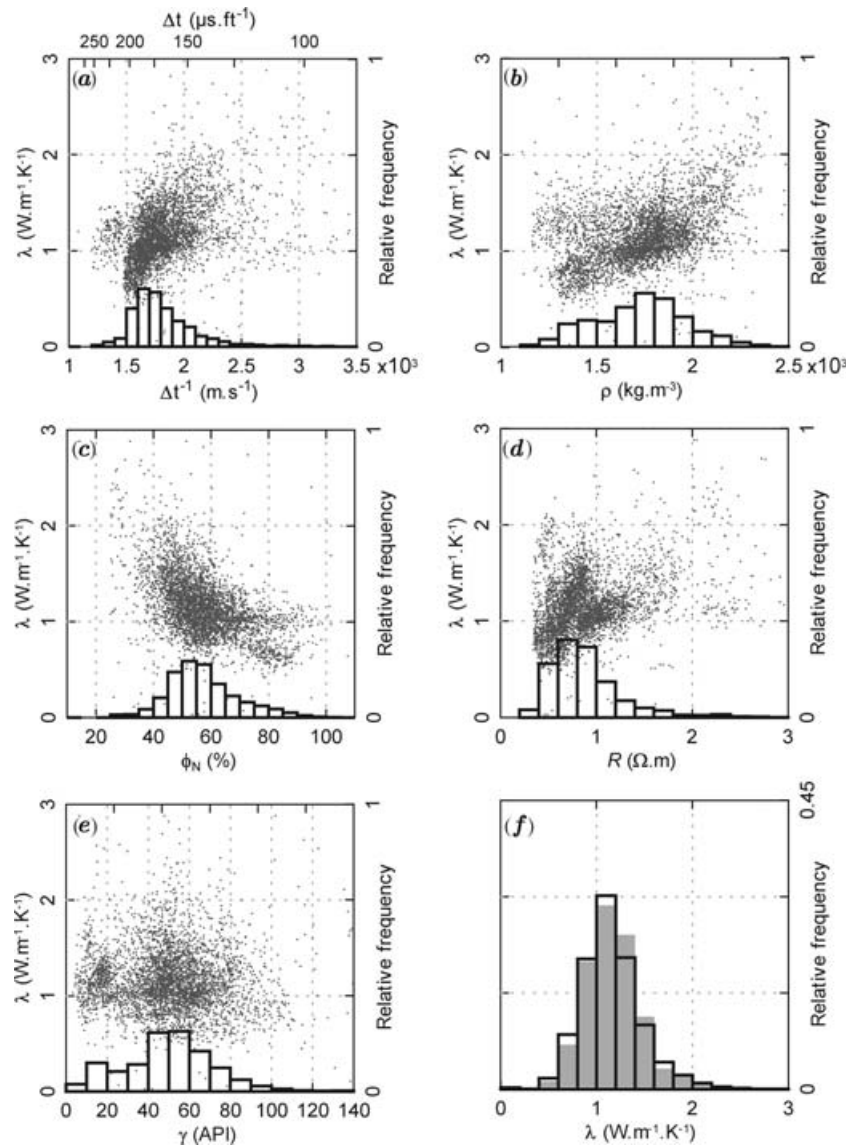 Δt (µs.ft⁻¹)
250 200 150 100
(a)
3
2
1
0
λ (W.m⁻¹.K⁻¹)
1
0
Relative frequency
1 1.5 2 2.5 3 3.5 x10³
Δt⁻¹ (m.s⁻¹)
(b)
3
2
1
0
λ (W.m⁻¹.K⁻¹)
1
0
Relative frequency
1 1.5 2 2.5 x10³
ρ (kg.m⁻³)
(c)
3
2
1
0
λ (W.m⁻¹.K⁻¹)
1
0
Relative frequency
20 40 60 80 100
ϕN (%)
(d)
3
2
1
0
λ (W.m⁻¹.K⁻¹)
1
0
Relative frequency
0 1 2 3
R (Ω.m)
(e)
3
2
1
0
λ (W.m⁻¹.K⁻¹)
1
0
Relative frequency
0 20 40 60 80 100 120 140
γ (API)
(f)
0.45
0
Relative frequency
0 1 2 3
λ (W.m⁻¹.K⁻¹)